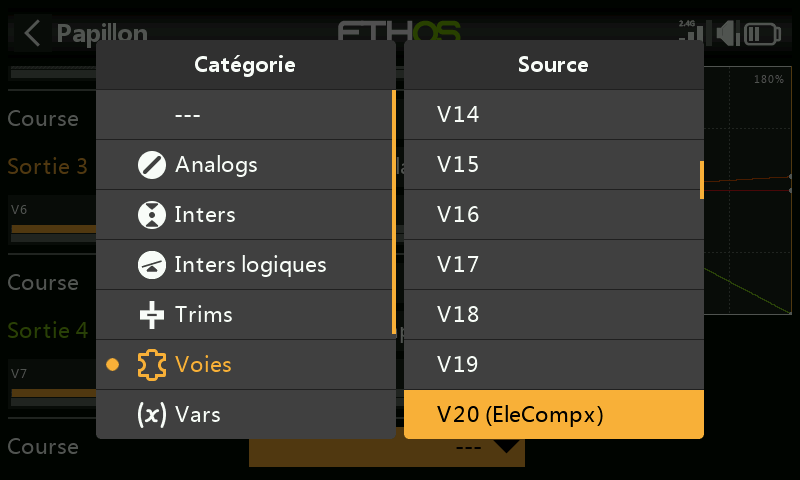 Papillon
ETHOS
2.4G
Catégorie
Source
180%
---
V14
Course
Analogs
V15
Sortie 3
Inters
V16
V6
Inters logiques
V17
Course
Trims
V18
Sortie 4
Voies
V19
V7
(x) Vars
V20 (EleCompx)
Course
---